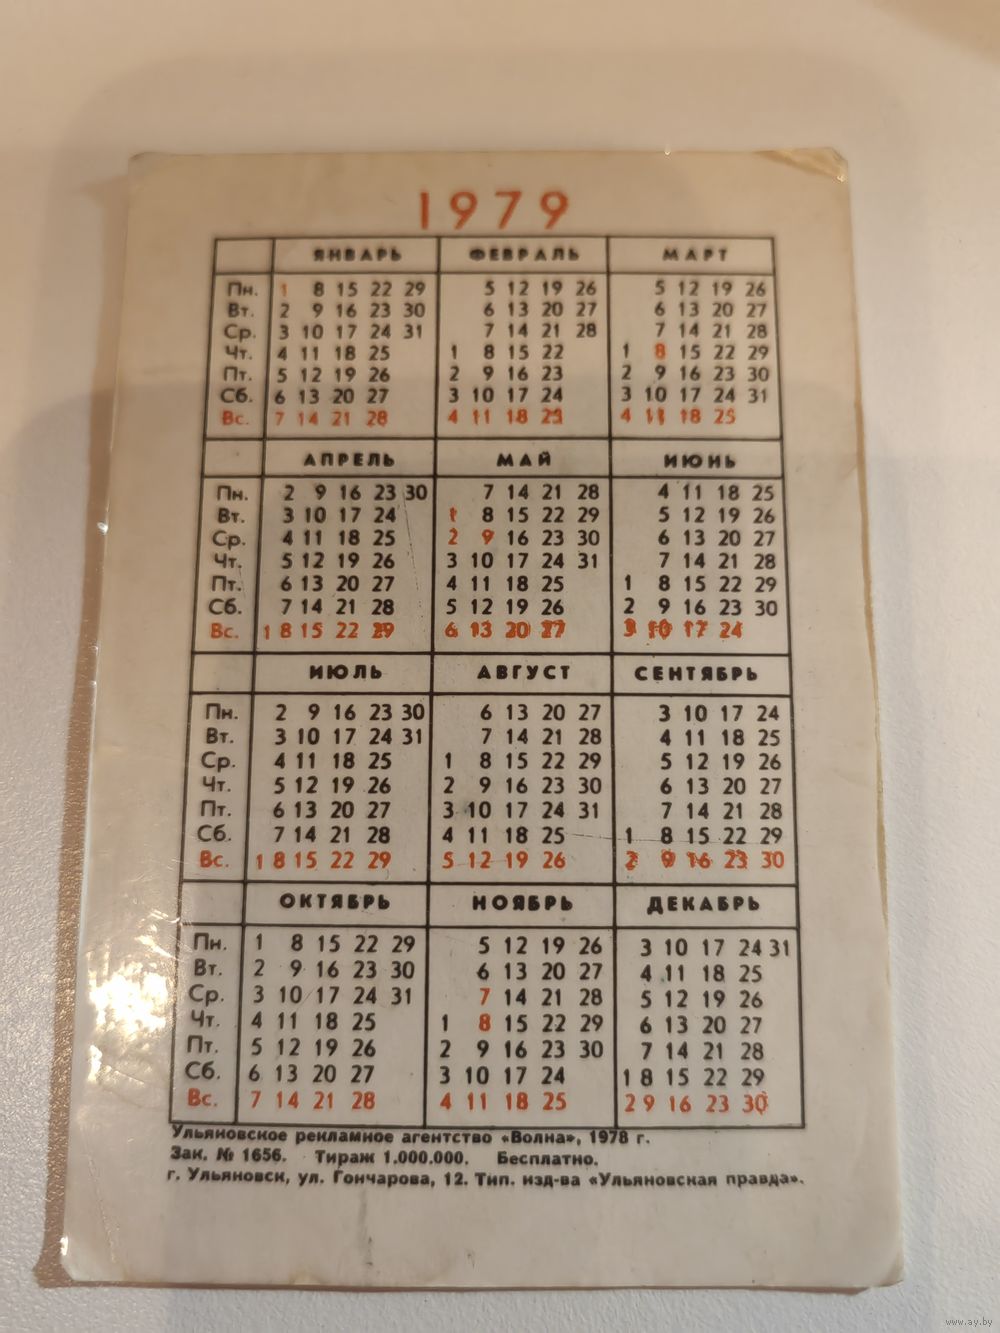 1979
ЯНВАРЬ ФЕВРАЛЬ МАРТ
Пн. 1 8 15 22 29 5 12 19 26 5 12 19 26
Вт. 2 9 16 23 30 6 13 20 27 6 13 20 27
Ср. 3 10 17 24 31 7 14 21 28 7 14 21 28
Чт. 4 11 18 25 1 8 15 22 1 8 15 22 29
Пт. 5 12 19 26 2 9 16 23 2 9 16 23 30
Сб. 6 13 20 27 3 10 17 24 3 10 17 24 31
Вс. 7 14 21 28 4 11 18 25 4 11 18 25
АПРЕЛЬ МАЙ ИЮНЬ
Пн. 2 9 16 23 30 7 14 21 28 4 11 18 25
Вт. 3 10 17 24 1 8 15 22 29 5 12 19 26
Ср. 4 11 18 25 2 9 16 23 30 6 13 20 27
Чт. 5 12 19 26 3 10 17 24 31 7 14 21 28
Пт. 6 13 20 27 4 11 18 25 1 8 15 22 29
Сб. 7 14 21 28 5 12 19 26 2 9 16 23 30
Вс. 1 8 15 22 29 6 13 20 27 3 10 17 24
ИЮЛЬ АВГУСТ СЕНТЯБРЬ
Пн. 2 9 16 23 30 6 13 20 27 3 10 17 24
Вт. 3 10 17 24 31 7 14 21 28 4 11 18 25
Ср. 4 11 18 25 1 8 15 22 29 5 12 19 26
Чт. 5 12 19 26 2 9 16 23 30 6 13 20 27
Пт. 6 13 20 27 3 10 17 24 31 7 14 21 28
Сб. 7 14 21 28 4 11 18 25 1 8 15 22 29
Вс. 1 8 15 22 29 5 12 19 26 2 9 16 23 30
ОКТЯБРЬ НОЯБРЬ ДЕКАБРЬ
Пн. 1 8 15 22 29 5 12 19 26 3 10 17 24 31
Вт. 2 9 16 23 30 6 13 20 27 4 11 18 25
Ср. 3 10 17 24 31 7 14 21 28 5 12 19 26
Чт. 4 11 18 25 1 8 15 22 29 6 13 20 27
Пт. 5 12 19 26 2 9 16 23 30 7 14 21 28
Сб. 6 13 20 27 3 10 17 24 1 8 15 22 29
Вс. 7 14 21 28 4 11 18 25 2 9 16 23 30
Ульяновское рекламное агентство «Волна», 1978 г.
Зак. № 1656. Тираж 1.000.000. Бесплатно.
г. Ульяновск, ул. Гончарова, 12. Тип. изд-ва «Ульяновская правда».
www.ay.by